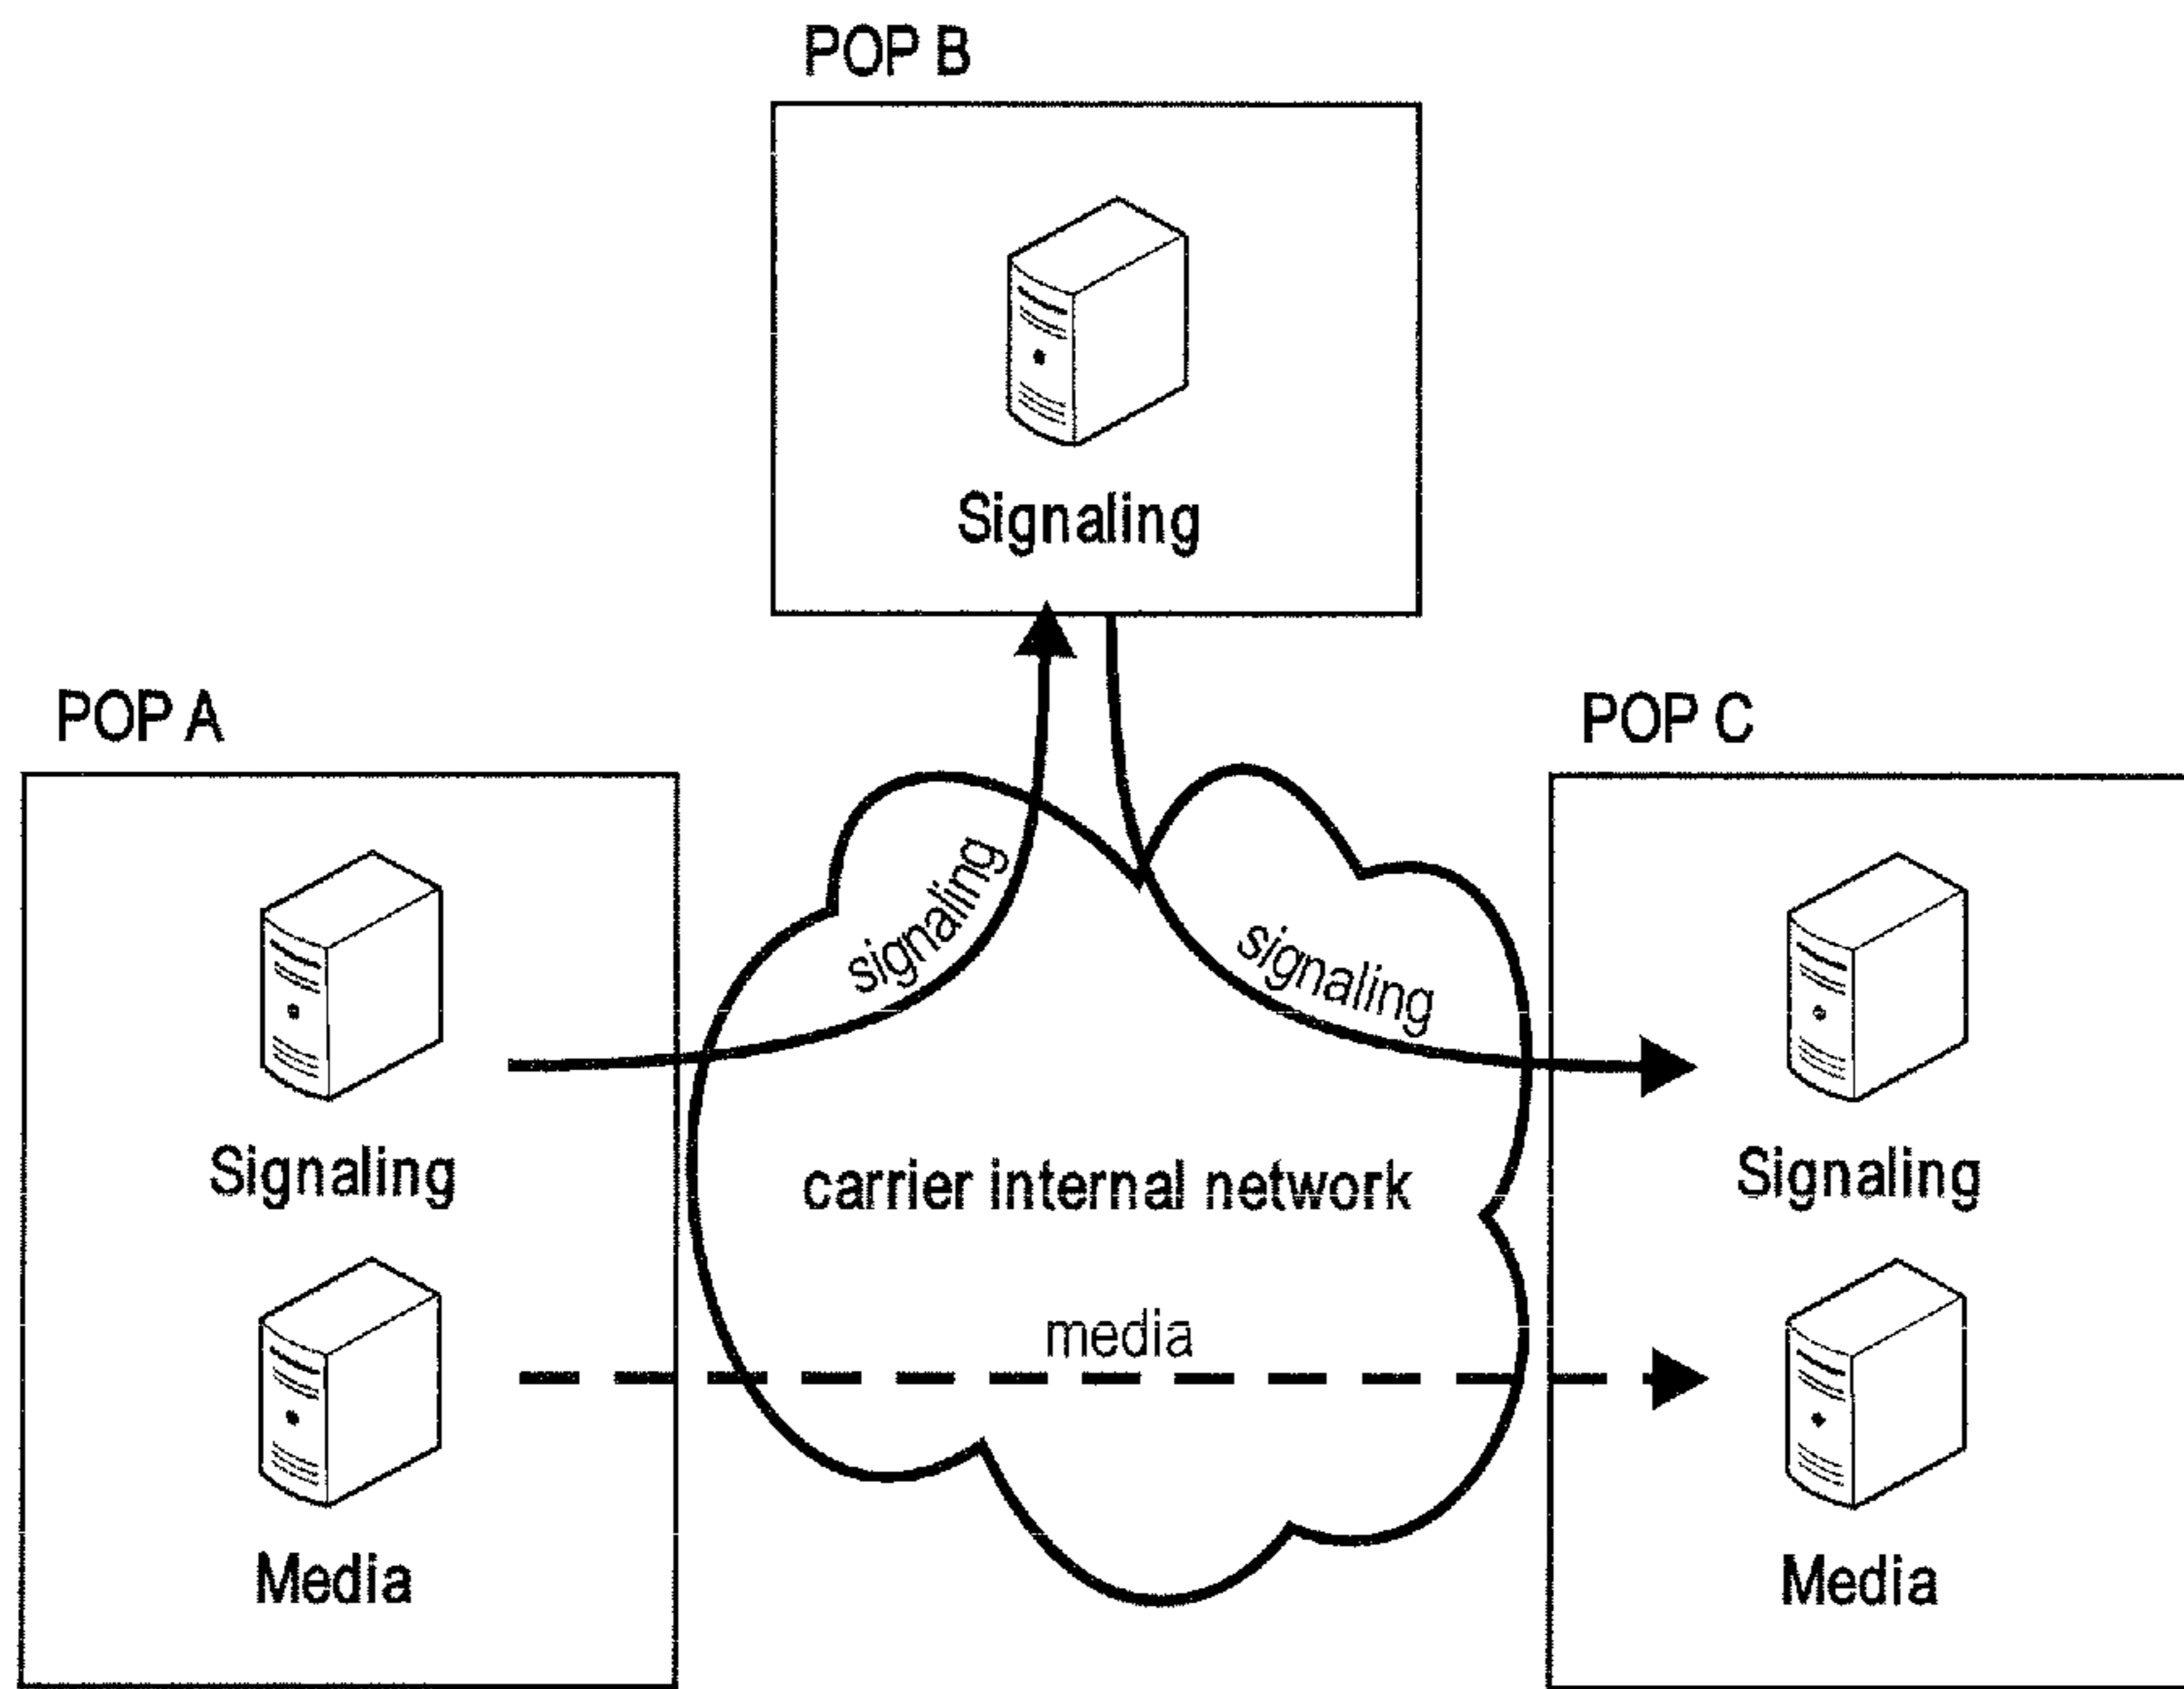 POP B
Signaling
POP A
POP C
signaling
signaling
Signaling
carrier internal network
Signaling
media
Media
Media